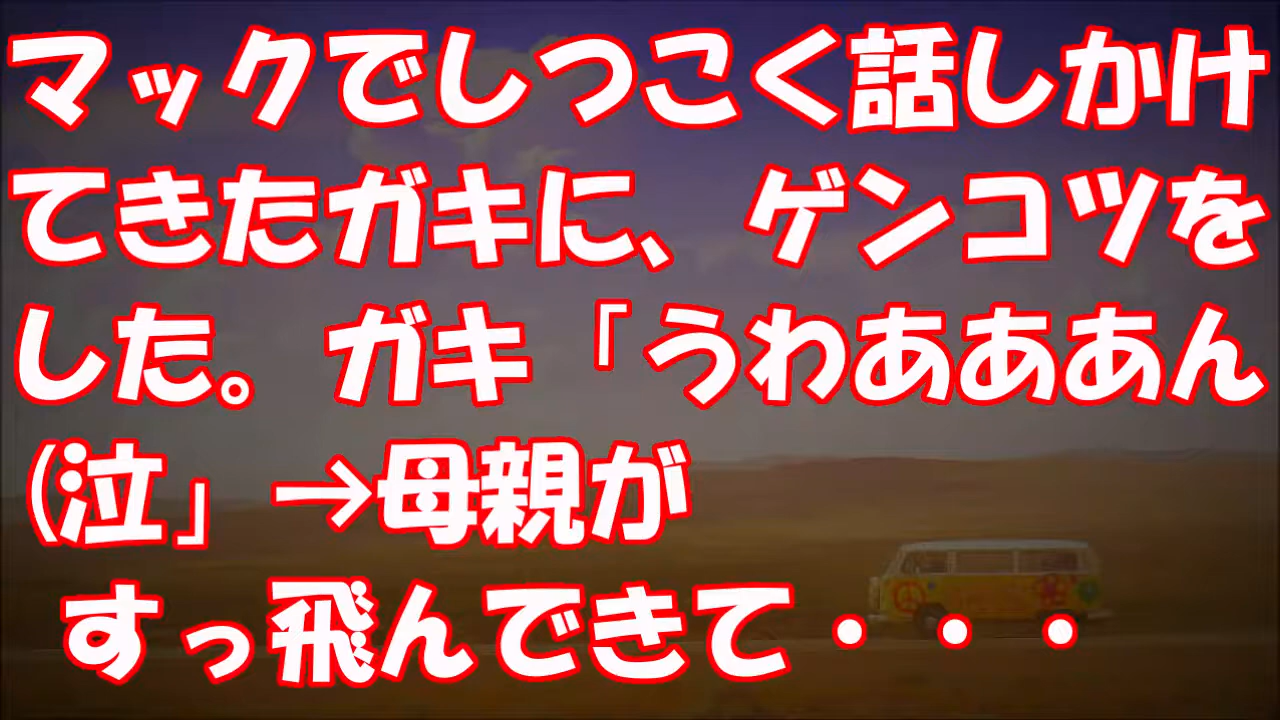 マックでしつこく話しかけ
てきたガキに、ゲンコツを
した。ガキ「うわあああん
(泣」→母親が
すっ飛んできて・・・